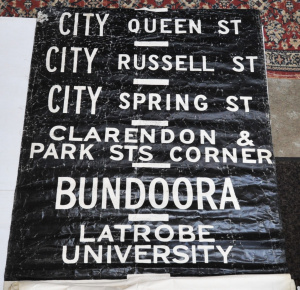 CITY QUEEN ST
CITY RUSSELL ST
CITY SPRING ST
CLARENDON &
PARK STS CORNER
BUNDOORA
LATROBE
UNIVERSITY